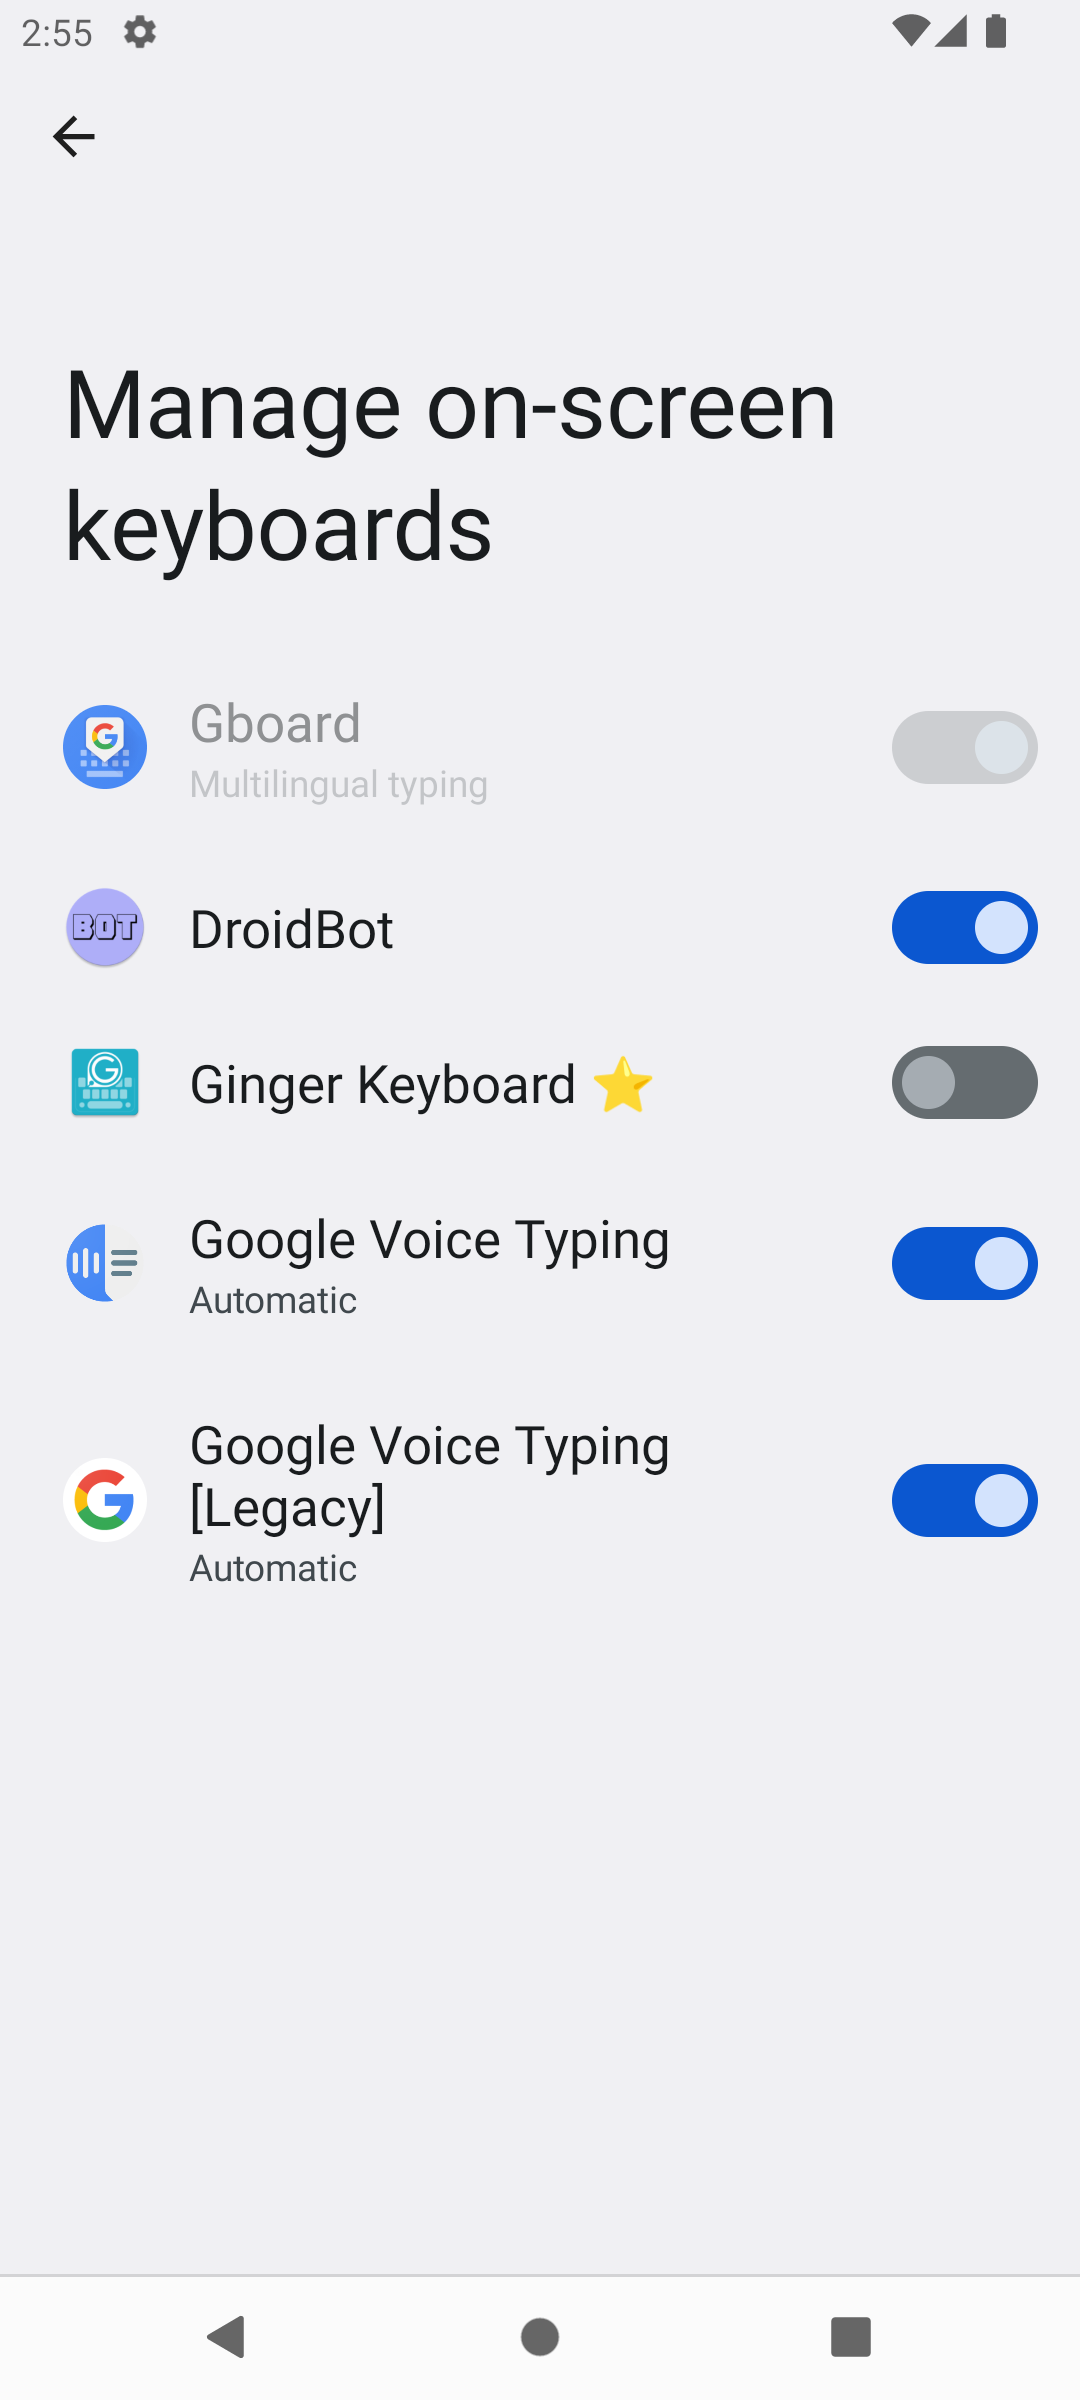 2:55
Manage on-screen
keyboards
Gboard
Multilingual typing
BOT
DroidBot
Ginger Keyboard ⭐
Google Voice Typing
Automatic
Google Voice Typing
[Legacy]
Automatic